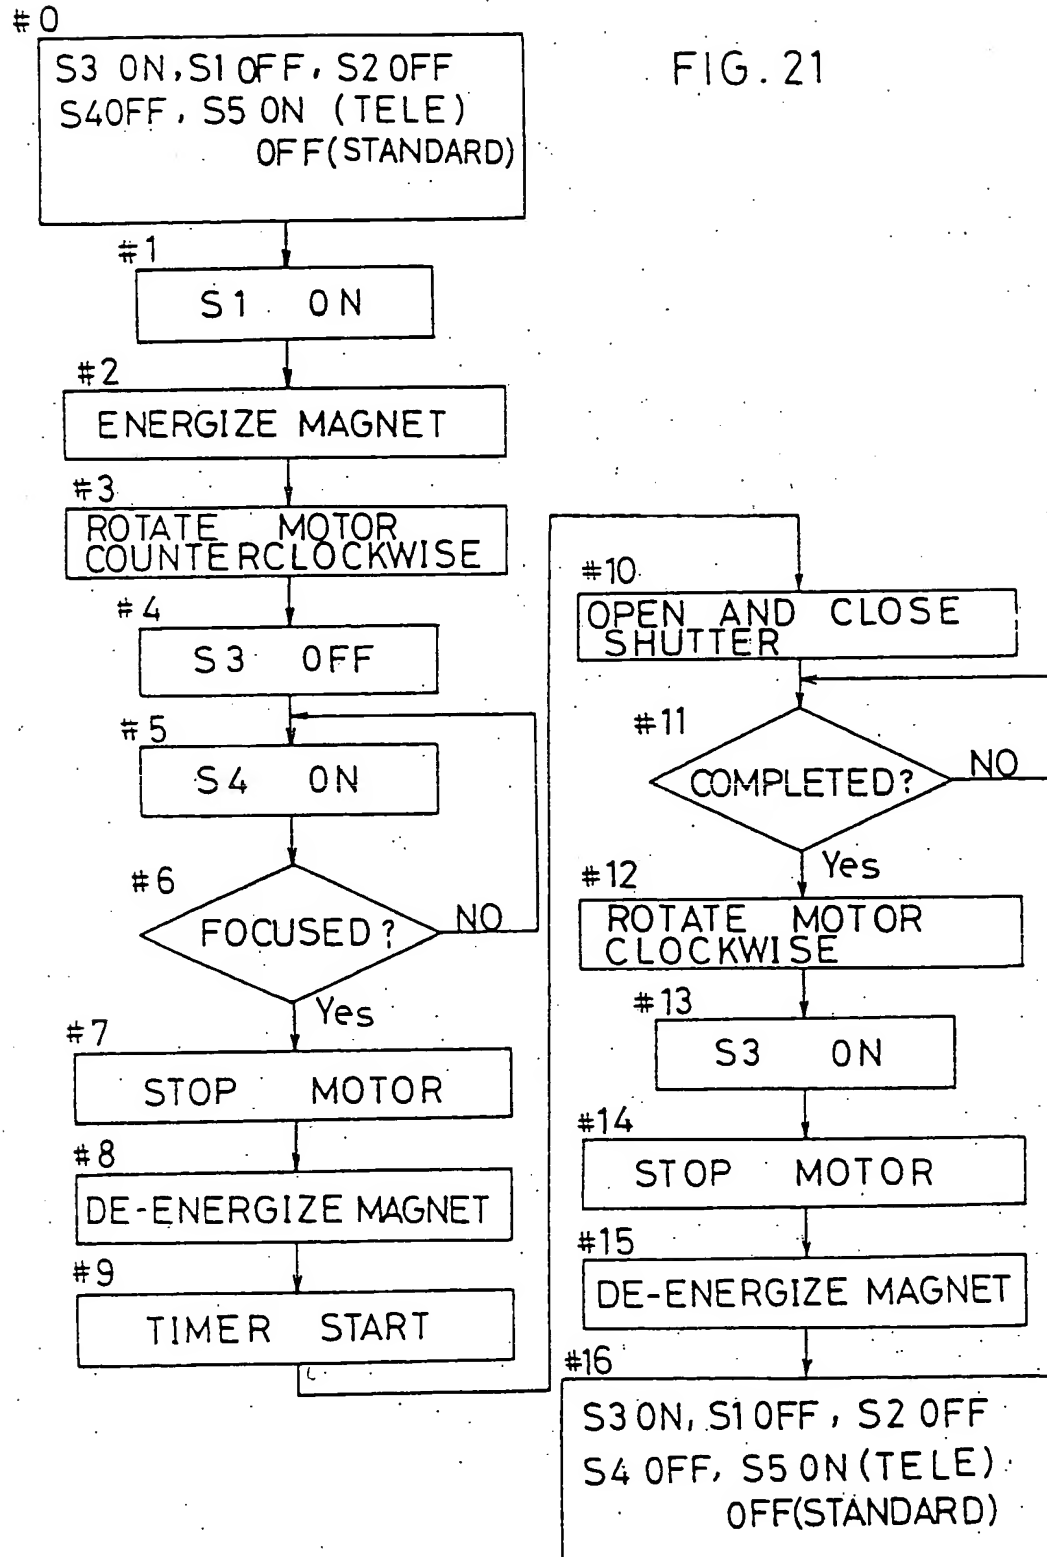 #0
S3 ON, S1 OFF, S2 OFF
S4 OFF, S5 ON (TELE)
OFF(STANDARD)
FIG. 21
#1
S1 ON
#2
ENERGIZE MAGNET
#3
ROTATE MOTOR
COUNTERCLOCKWISE
#4
S3 OFF
#5
S4 ON
#6
FOCUSED?
NO
Yes
#7
STOP MOTOR
#8
DE-ENERGIZE MAGNET
#9
TIMER START
#10
OPEN AND CLOSE
SHUTTER
#11
COMPLETED?
NO
Yes
#12
ROTATE MOTOR
CLOCKWISE
#13
S3 ON
#14
STOP MOTOR
#15
DE-ENERGIZE MAGNET
#16
S3 ON, S1 OFF, S2 OFF
S4 OFF, S5 ON (TELE)
OFF(STANDARD)